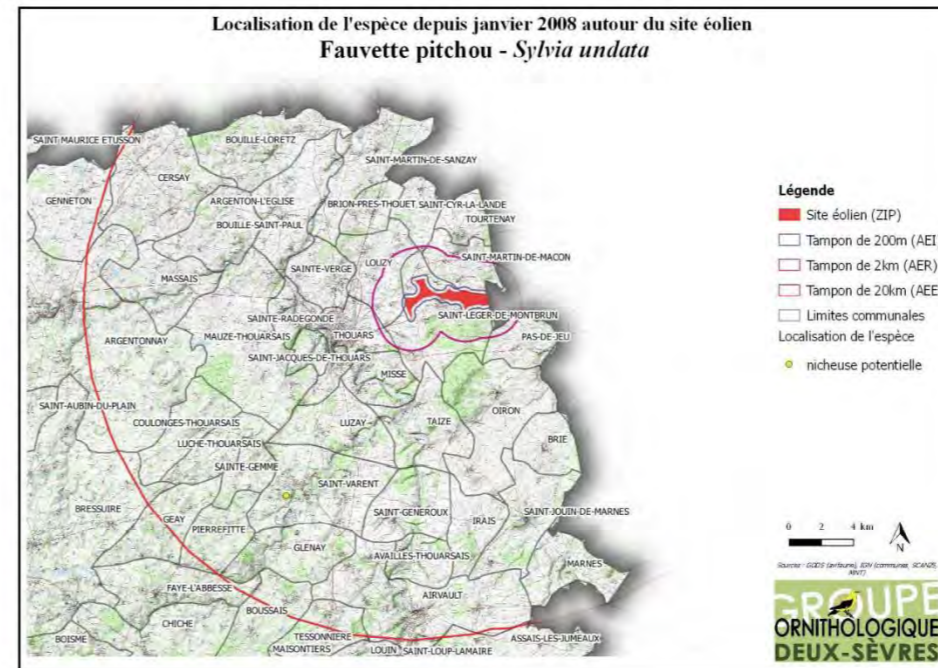 Localisation de l'espèce depuis janvier 2008 autour du site éolien
Fauvette pitchou - Sylvia undata
SAINT-MAURICE ETUSSON
BOUILLE-LORETZ
SAINT-MARTIN-DE-SANZAY
CERSAY
GENNETON
ARGENTON-L'EGLISE
BRION-PRES-THOUET
SAINT-CYR-LA-LANDE
TOURTENAY
BOUILLE-SAINT-PAUL
SAINT-MARTIN-DE-MACON
LOUZY
SAINTE-VERGE
MASSAIS
SAINTE-RADEGONDE
SAINT-LEGER-DE-MONTBRUN
ARGENTONNAY
MAUZE-THOUARSAIS
THOUARS
PAS-DE-JEU
SAINT-JACQUES-DE-THOUARS
MISSE
SAINT-AUBIN-DU-PLAIN
OIRON
COULONGES-THOUARSAIS
LUZAY
TAIZE
LUCHE-THOUARSAIS
BRIE
SAINTE-GEMME
SAINT-VARENT
BRESSUIRE
GEAY
SAINT-GENEROUX
IRAIS
SAINT-JOUIN-DE-MARNES
PIERREFITTE
GLENAY
AVAILLES-THOUARSAIS
MARNES
FAYE-L'ABBESSE
AIRVAULT
BOUSSAIS
CHICHE
BOISME
TESSONNIERE
ASSAIS-LES-JUMEAUX
MAISONTIERS
LOUIN
SAINT-LOUP-LAMAIRE
Légende
Site éolien (ZIP)
Tampon de 200m (AEI
Tampon de 2km (AER)
Tampon de 20km (AEE
Limites communales
Localisation de l'espèce
nicheuse potentielle
0 2 4 km
N
GROUPE
ORNITHOLOGIQUE
DEUX-SÈVRES